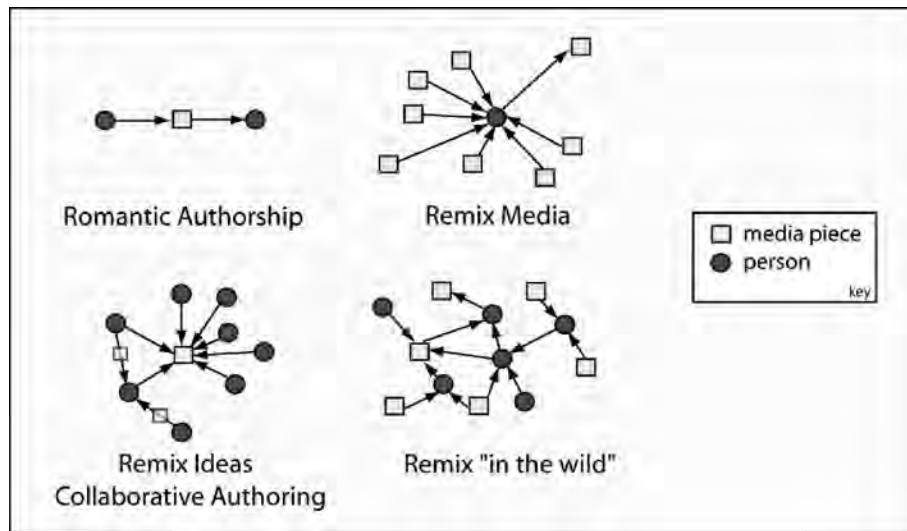 Romantic Authorship
Remix Media
media piece
person
key
Remix Ideas
Collaborative Authoring
Remix "in the wild"